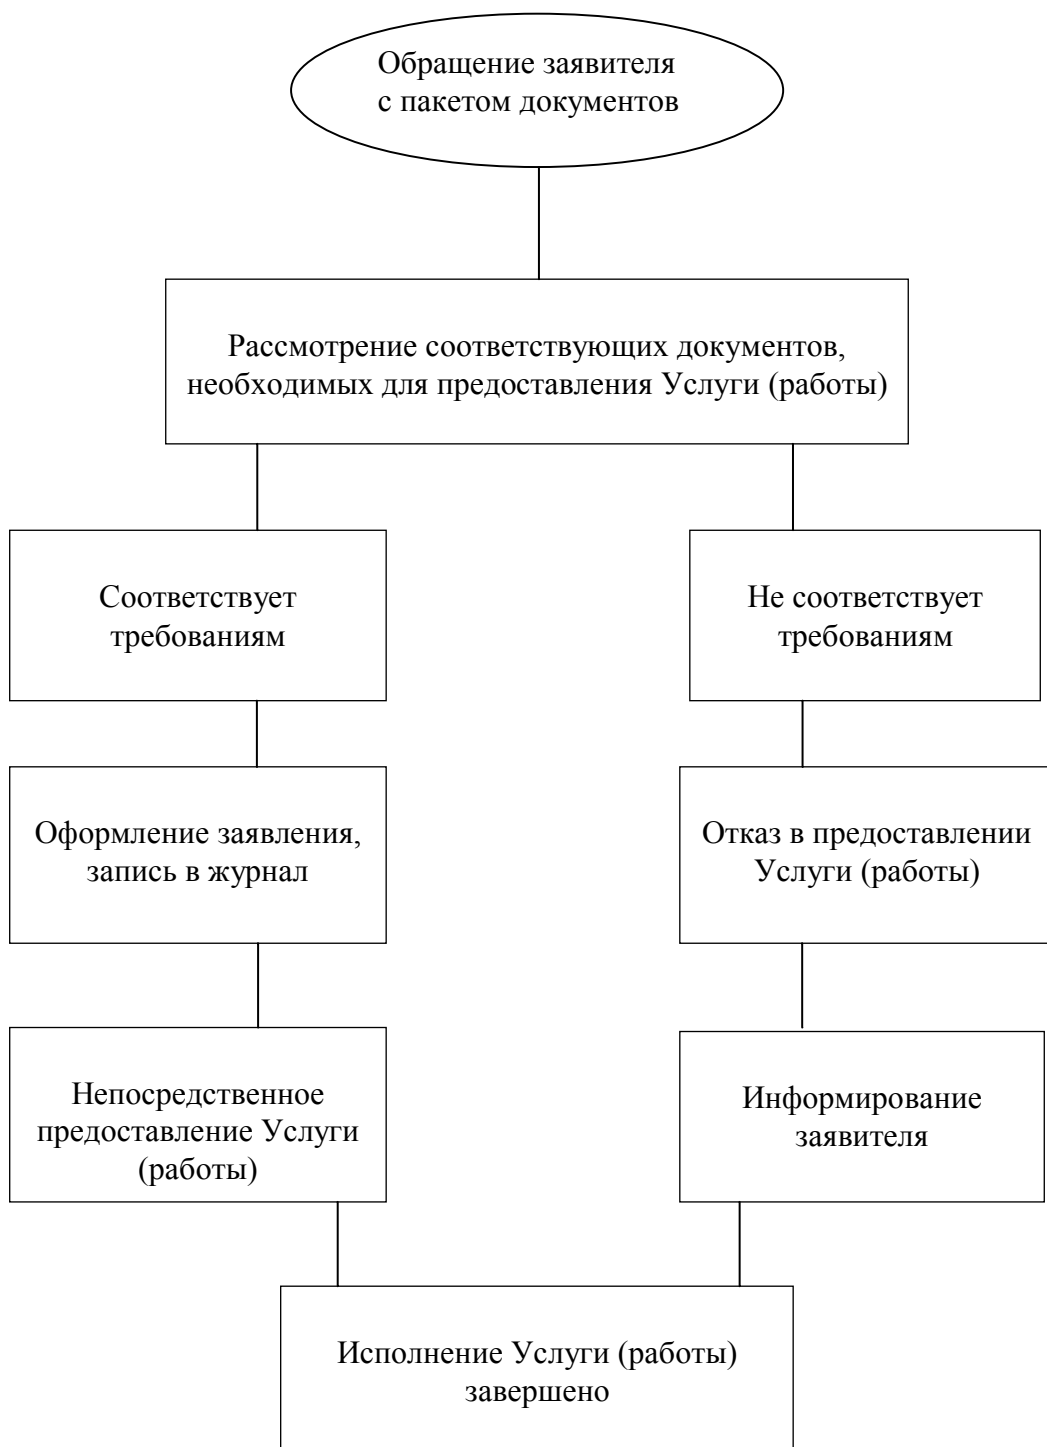 Обращение заявителя
с пакетом документов
Рассмотрение соответствующих документов,
необходимых для предоставления Услуги (работы)
Соответствует
требованиям
Не соответствует
требованиям
Оформление заявления,
запись в журнал
Отказ в предоставлении
Услуги (работы)
Непосредственное
предоставление Услуги
(работы)
Информирование
заявителя
Исполнение Услуги (работы)
завершено